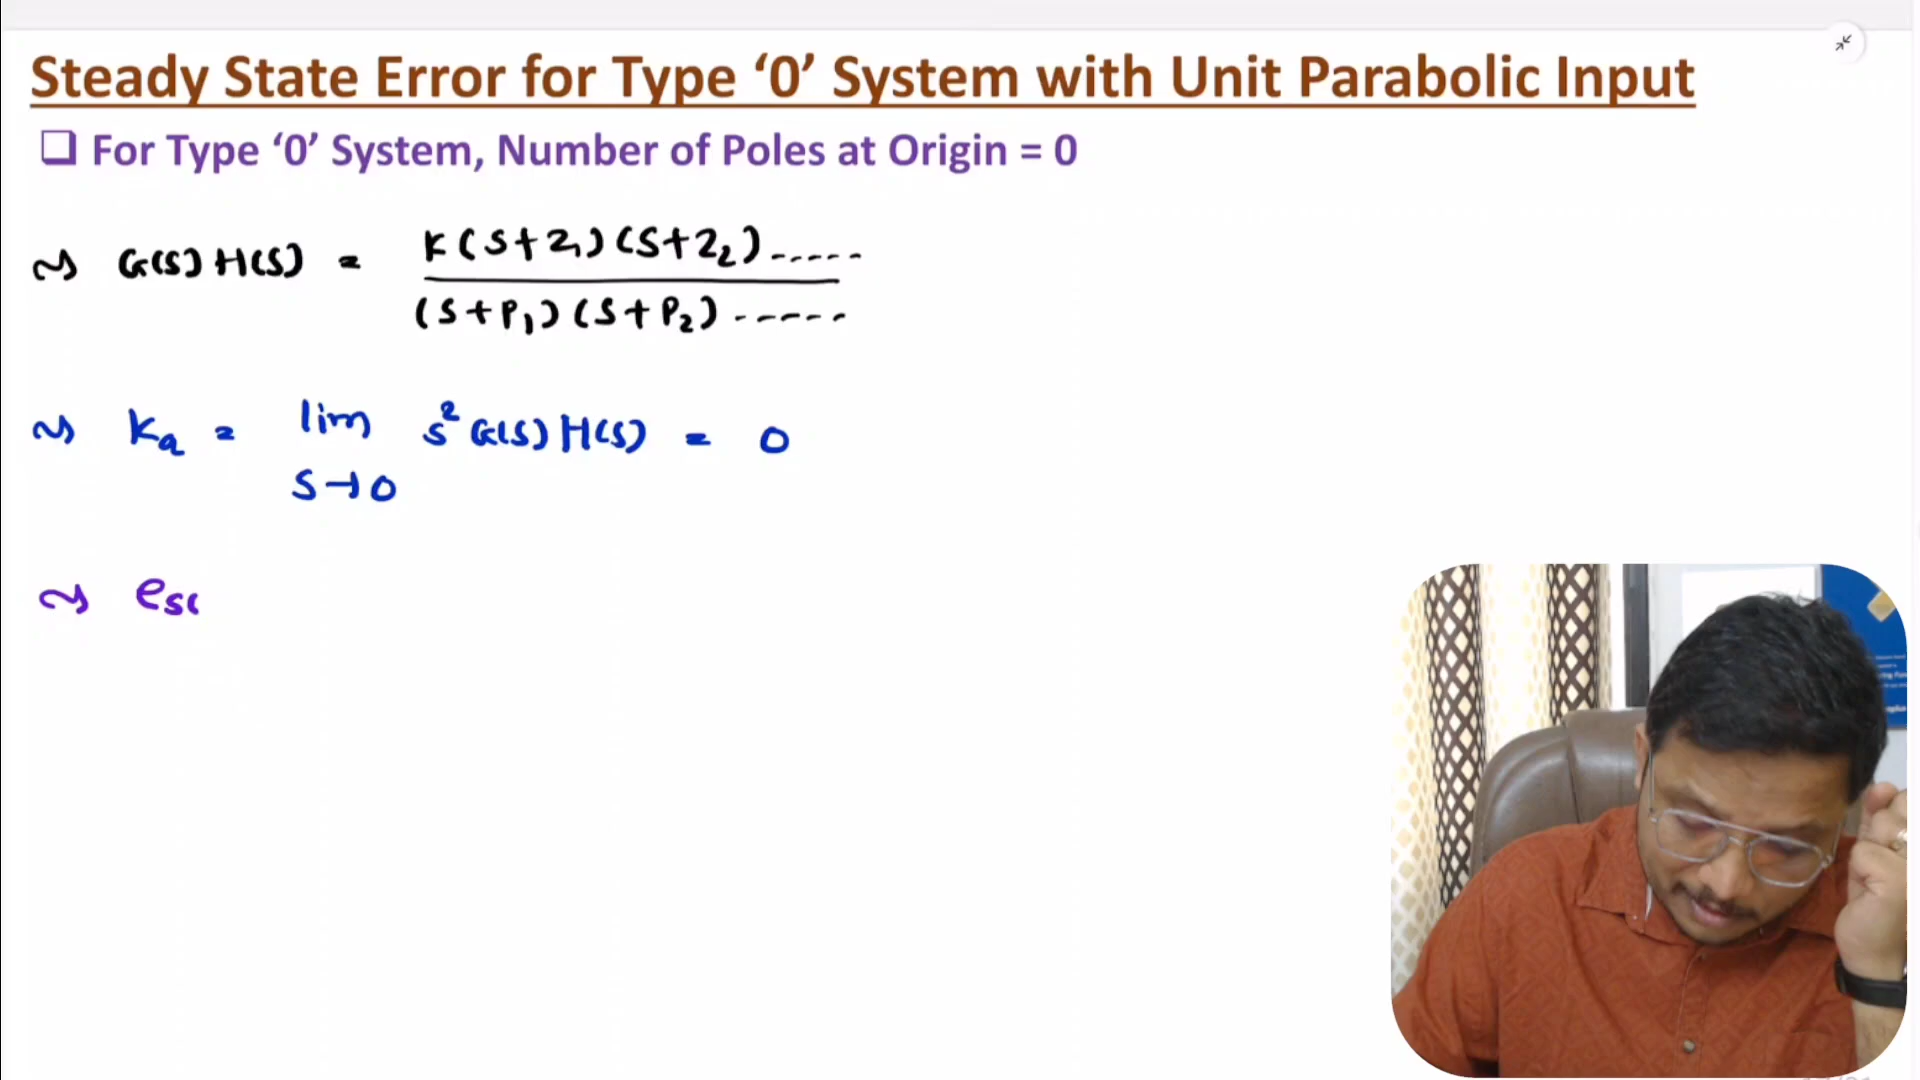 Steady State Error for Type ‘0’ System with Unit Parabolic Input
❑ For Type ‘0’ System, Number of Poles at Origin = 0
G(s) H(s) = K(s+z₁)(s+z₂)......
(s+P₁)(s+P₂)......
Kₐ = lim s² G(s) H(s) = 0
s→0
ess